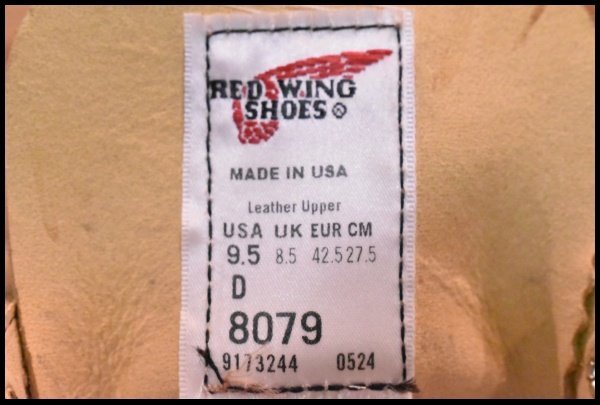 RED WING
SHOES®
MADE IN USA
Leather Upper
USA UK EUR CM
9.5 8.5 42.5 27.5
D
8079
9173244 0524